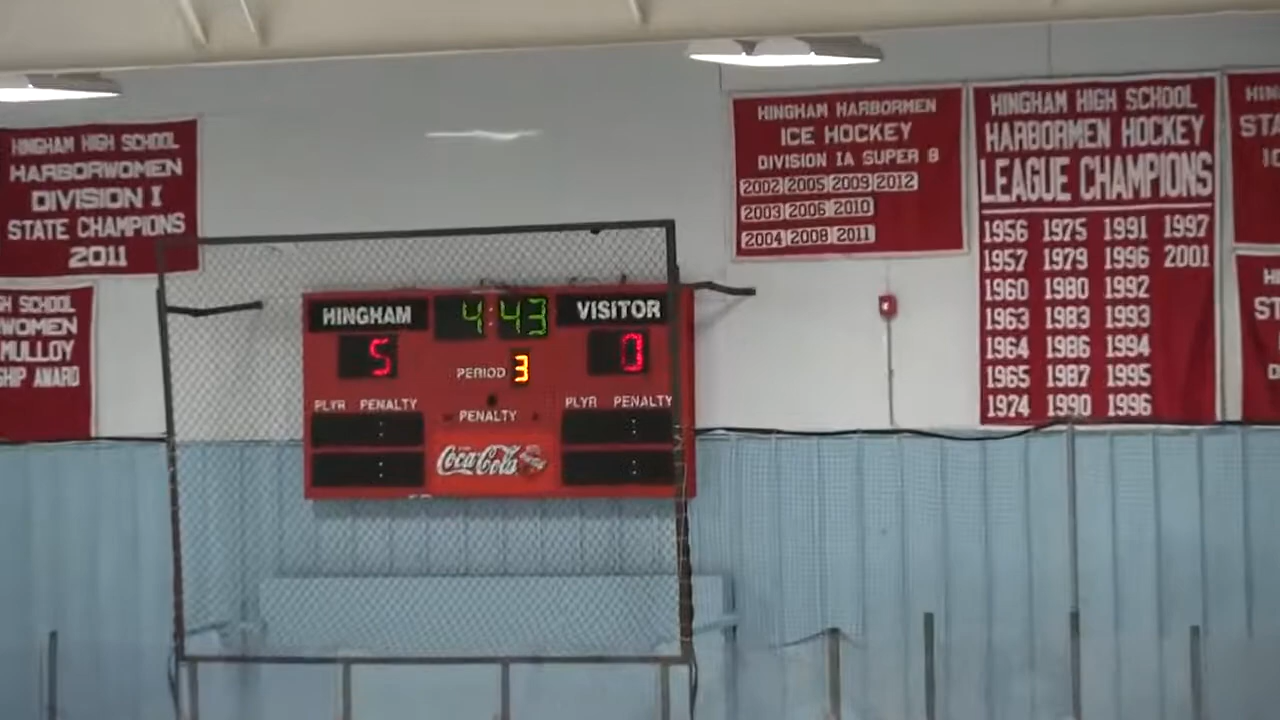 HINGHAM HIGH SCHOOL
HARBORWOMEN
DIVISION I
STATE CHAMPIONS
2011
SCHOOL
WOMEN
MULLOY
AWARD
HINGHAM
4:43
VISITOR
5
PERIOD 3
0
PLYR PENALTY
PENALTY
PLYR PENALTY
Coca-Cola
HINGHAM HARBORMEN
ICE HOCKEY
DIVISION IA SUPER 8
2002 2005 2009 2012
2003 2006 2010
2004 2008 2011
HINGHAM HIGH SCHOOL
HARBORMEN HOCKEY
LEAGUE CHAMPIONS
1956 1975 1991 1997
1957 1979 1996 2001
1960 1980 1992
1963 1983 1993
1964 1986 1994
1965 1987 1995
1974 1990 1996